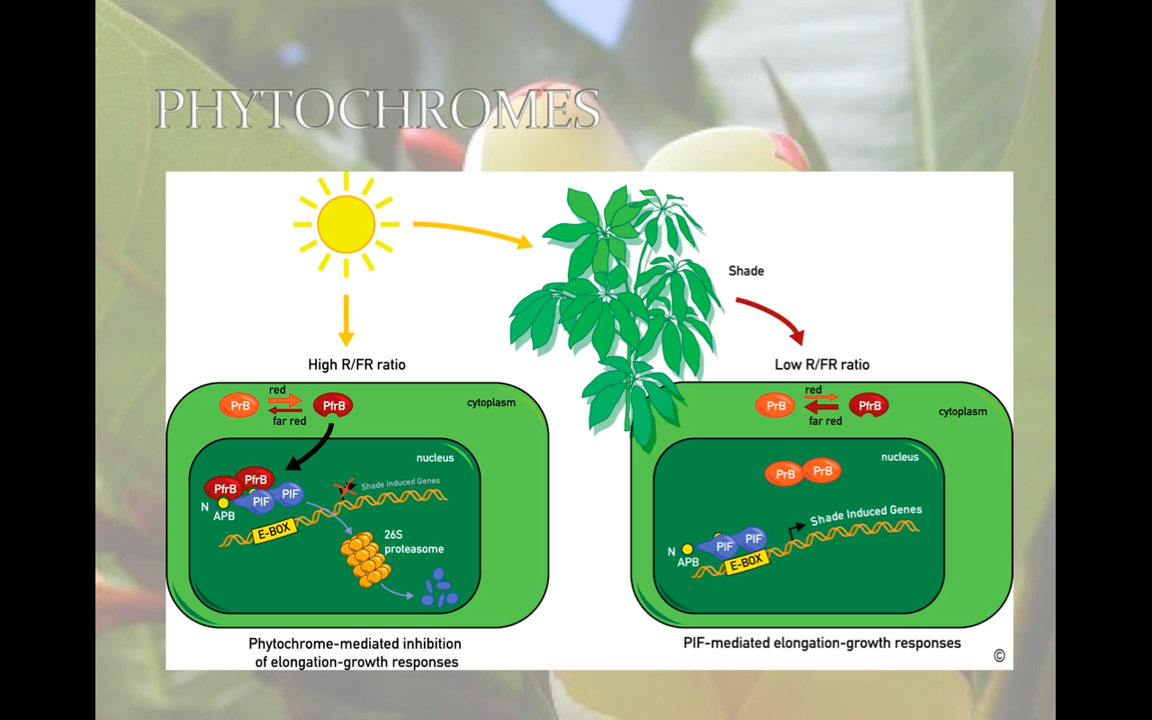 PHYTOCHROMES
Shade
High R/FR ratio
Low R/FR ratio
PrB
red
far red
PfrB
cytoplasm
nucleus
PfrB
PfrB
PIF
PIF
N
APB
E-BOX
Shade Induced Genes
26S
proteasome
PrB
red
far red
PfrB
cytoplasm
nucleus
PrB
PrB
N
APB
PIF
PIF
E-BOX
Shade Induced Genes
Phytochrome-mediated inhibition
of elongation-growth responses
PIF-mediated elongation-growth responses
©